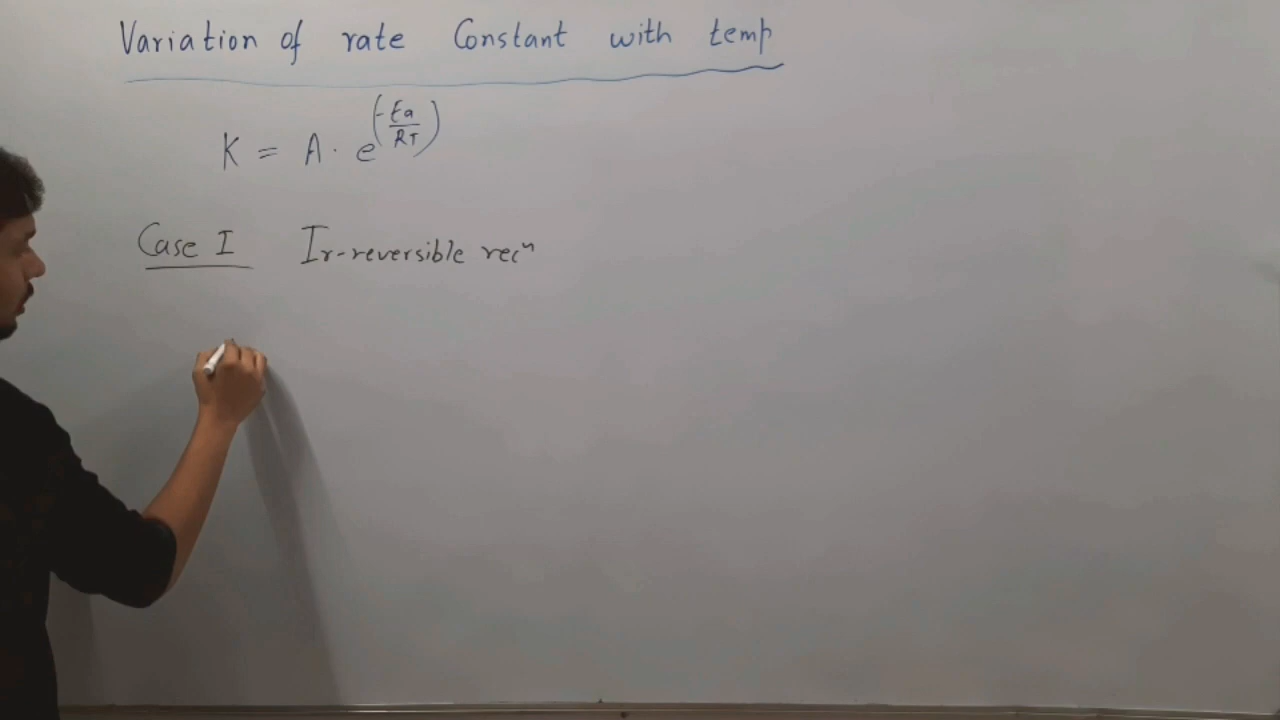 Variation of rate Constant with temp
K = A · e^(-Ea/RT)
Case I Ir-reversible recⁿ